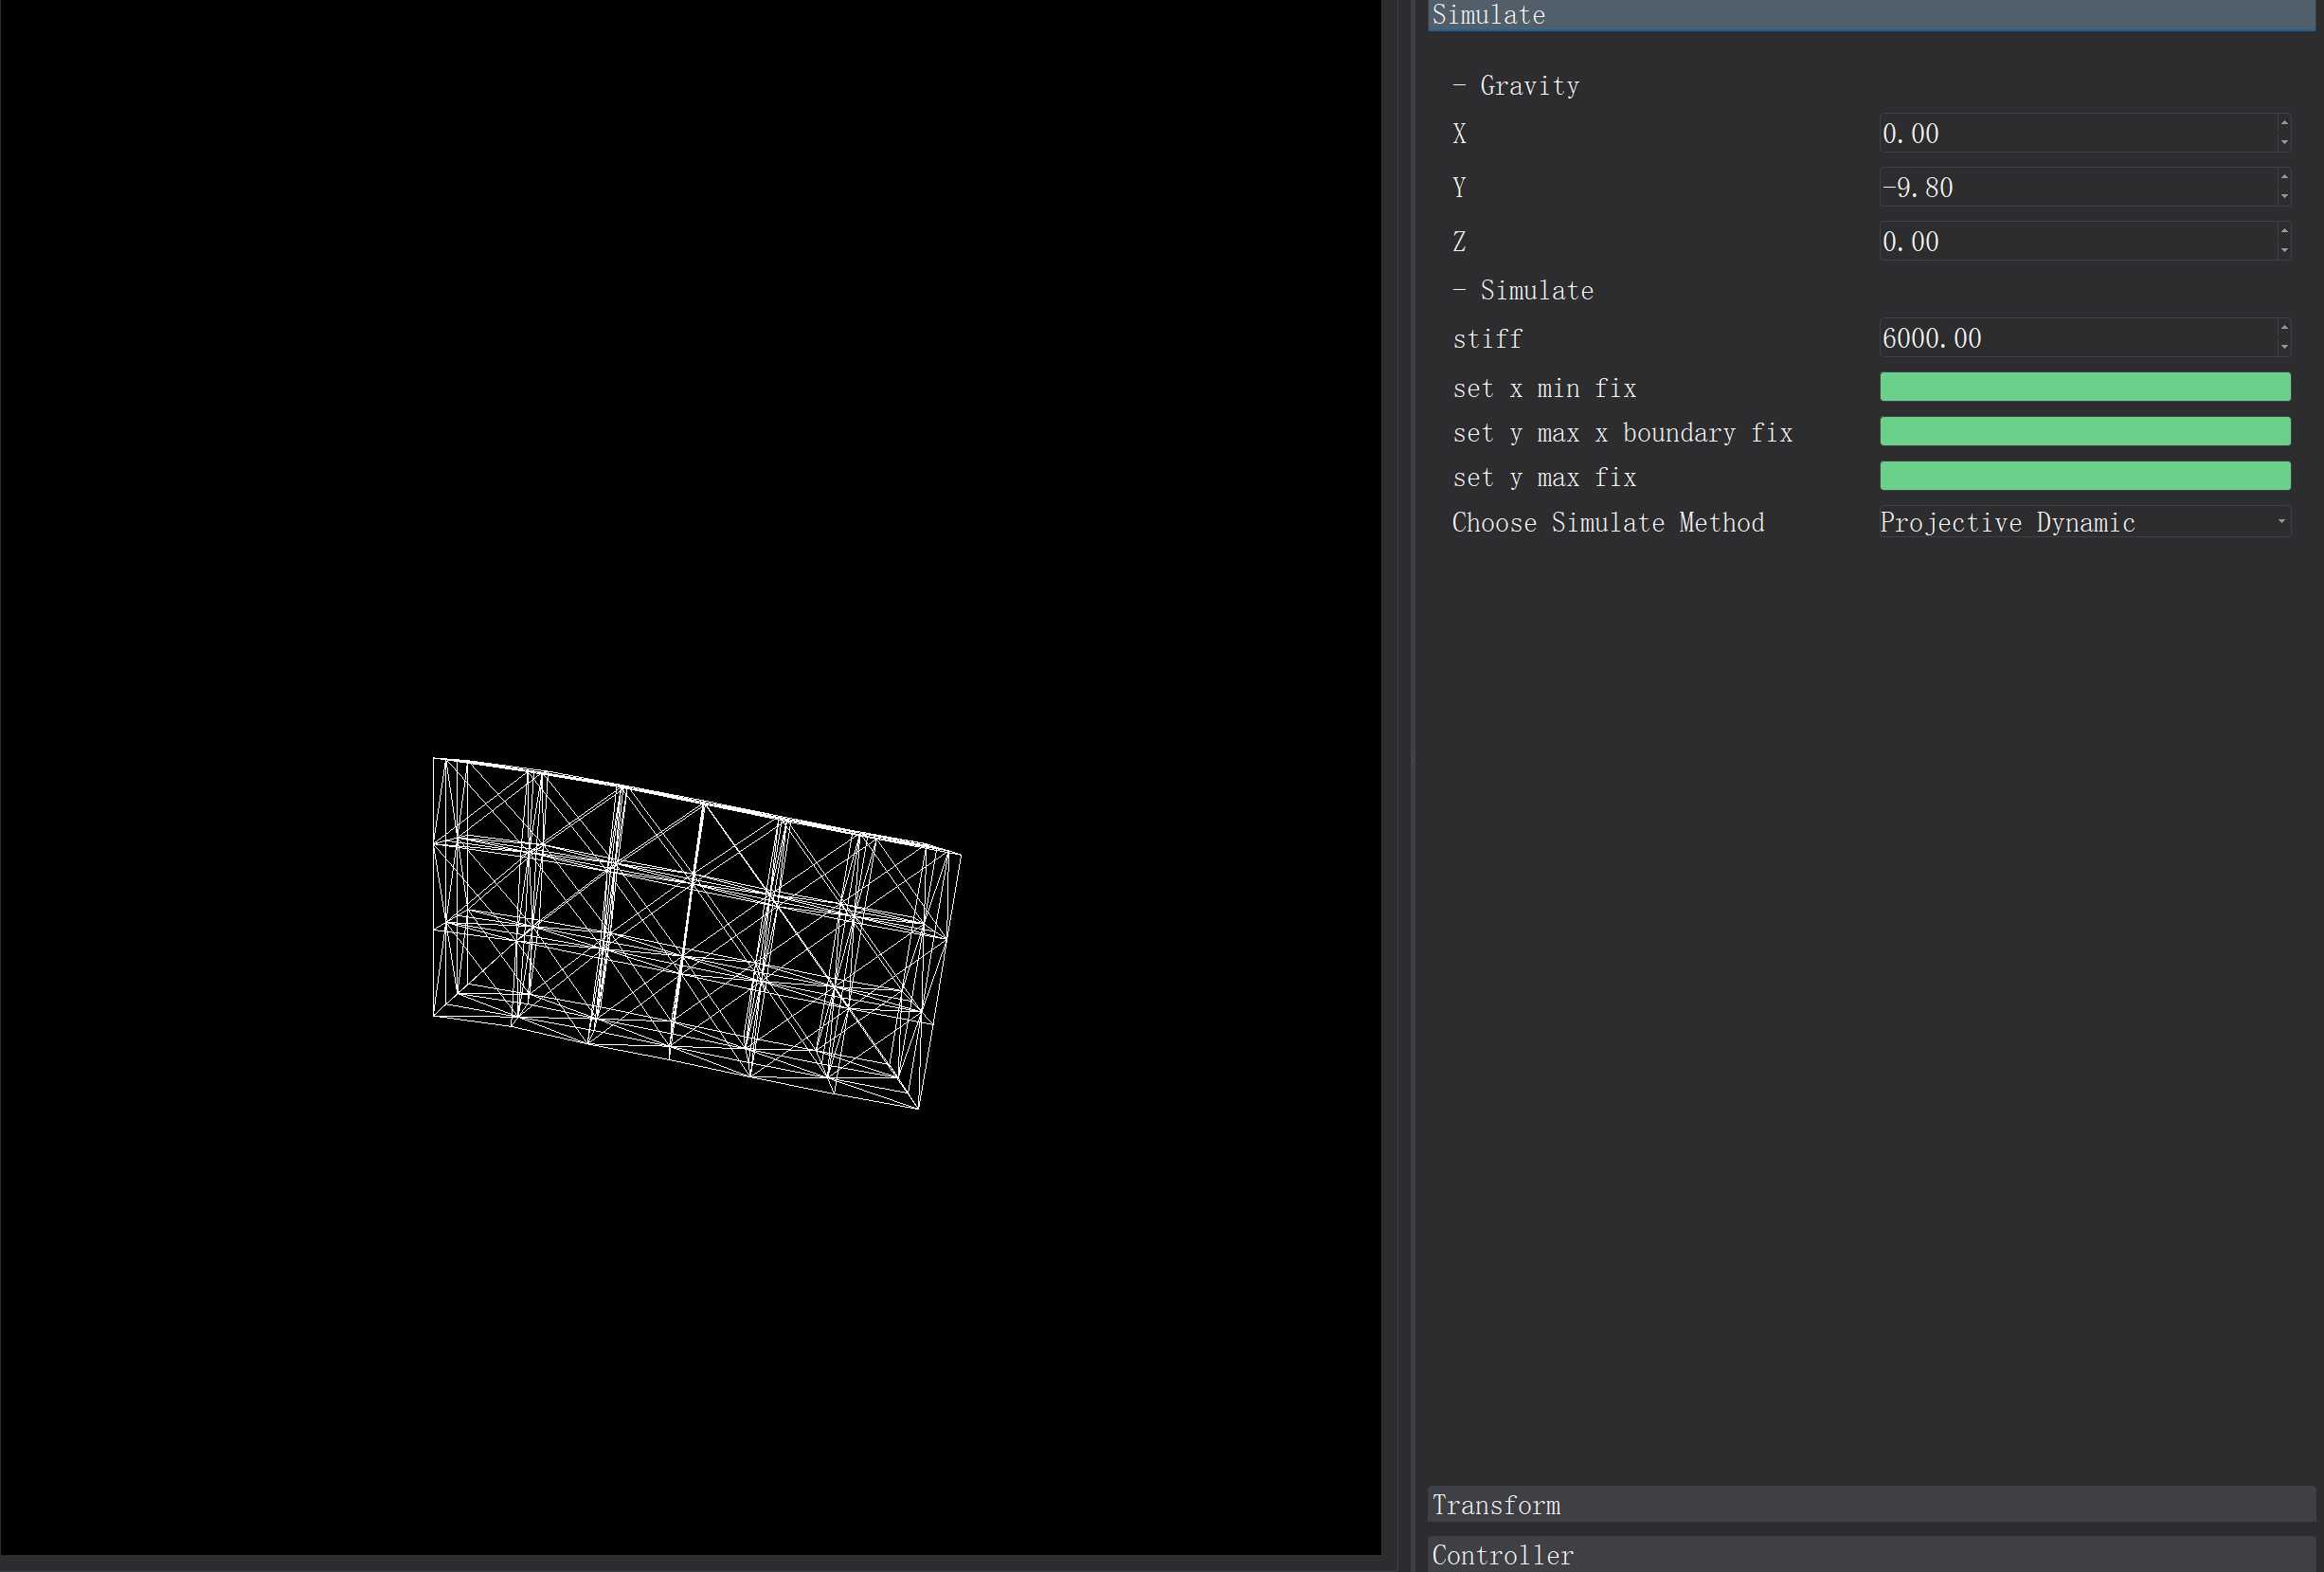 Simulate
- Gravity
X 0.00
Y -9.80
Z 0.00
- Simulate
stiff 6000.00
set x min fix
set y max x boundary fix
set y max fix
Choose Simulate Method Projective Dynamic
Transform
Controller